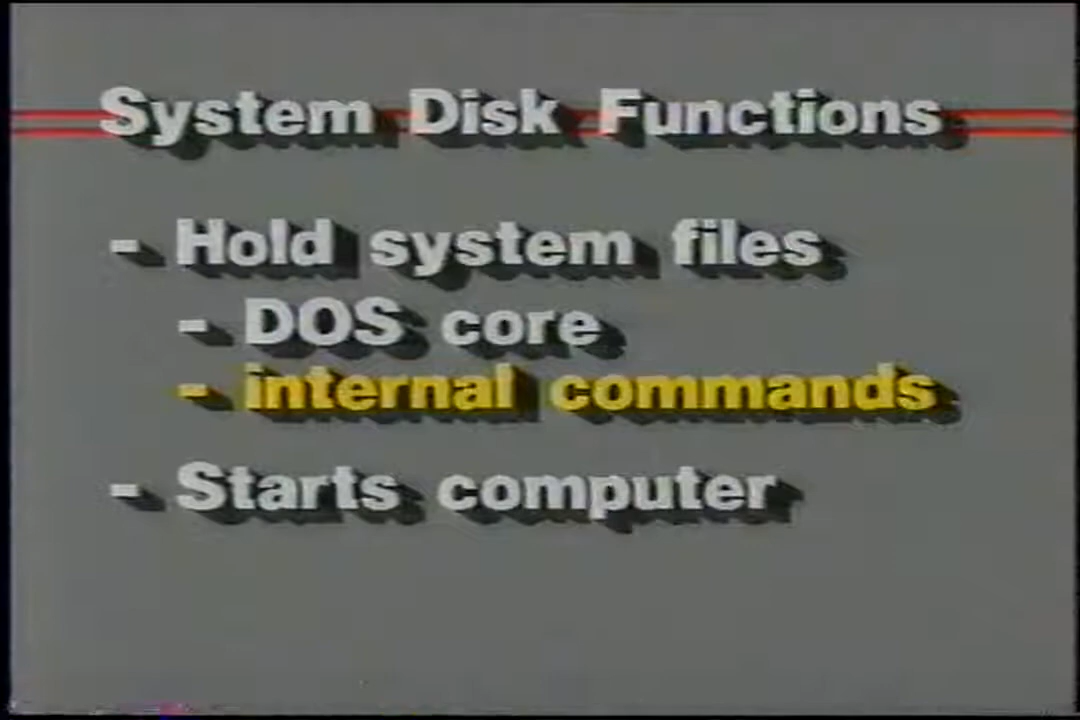 System Disk Functions
- Hold system files
- DOS core
- internal commands
- Starts computer